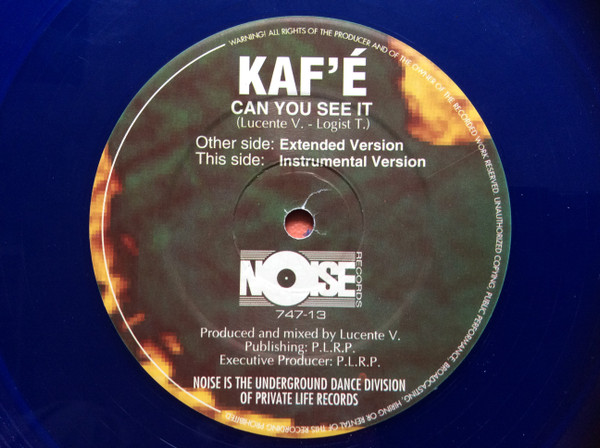 WARNING! ALL RIGHTS OF THE PRODUCER AND OF THE OWNER OF THE RECORDED WORK RESERVED. UNAUTHORIZED COPYING, PUBLIC PERFORMANCE, BROADCASTING, HIRING OR RENTAL OF THIS RECORDING PROHIBITED
KAF'É
CAN YOU SEE IT
(Lucente V. - Logist T.)
Other side: Extended Version
This side: Instrumental Version
NOISE
RECORDS
747-13
Produced and mixed by Lucente V.
Publishing: P.L.R.P.
Executive Producer: P.L.R.P.
NOISE IS THE UNDERGROUND DANCE DIVISION
OF PRIVATE LIFE RECORDS